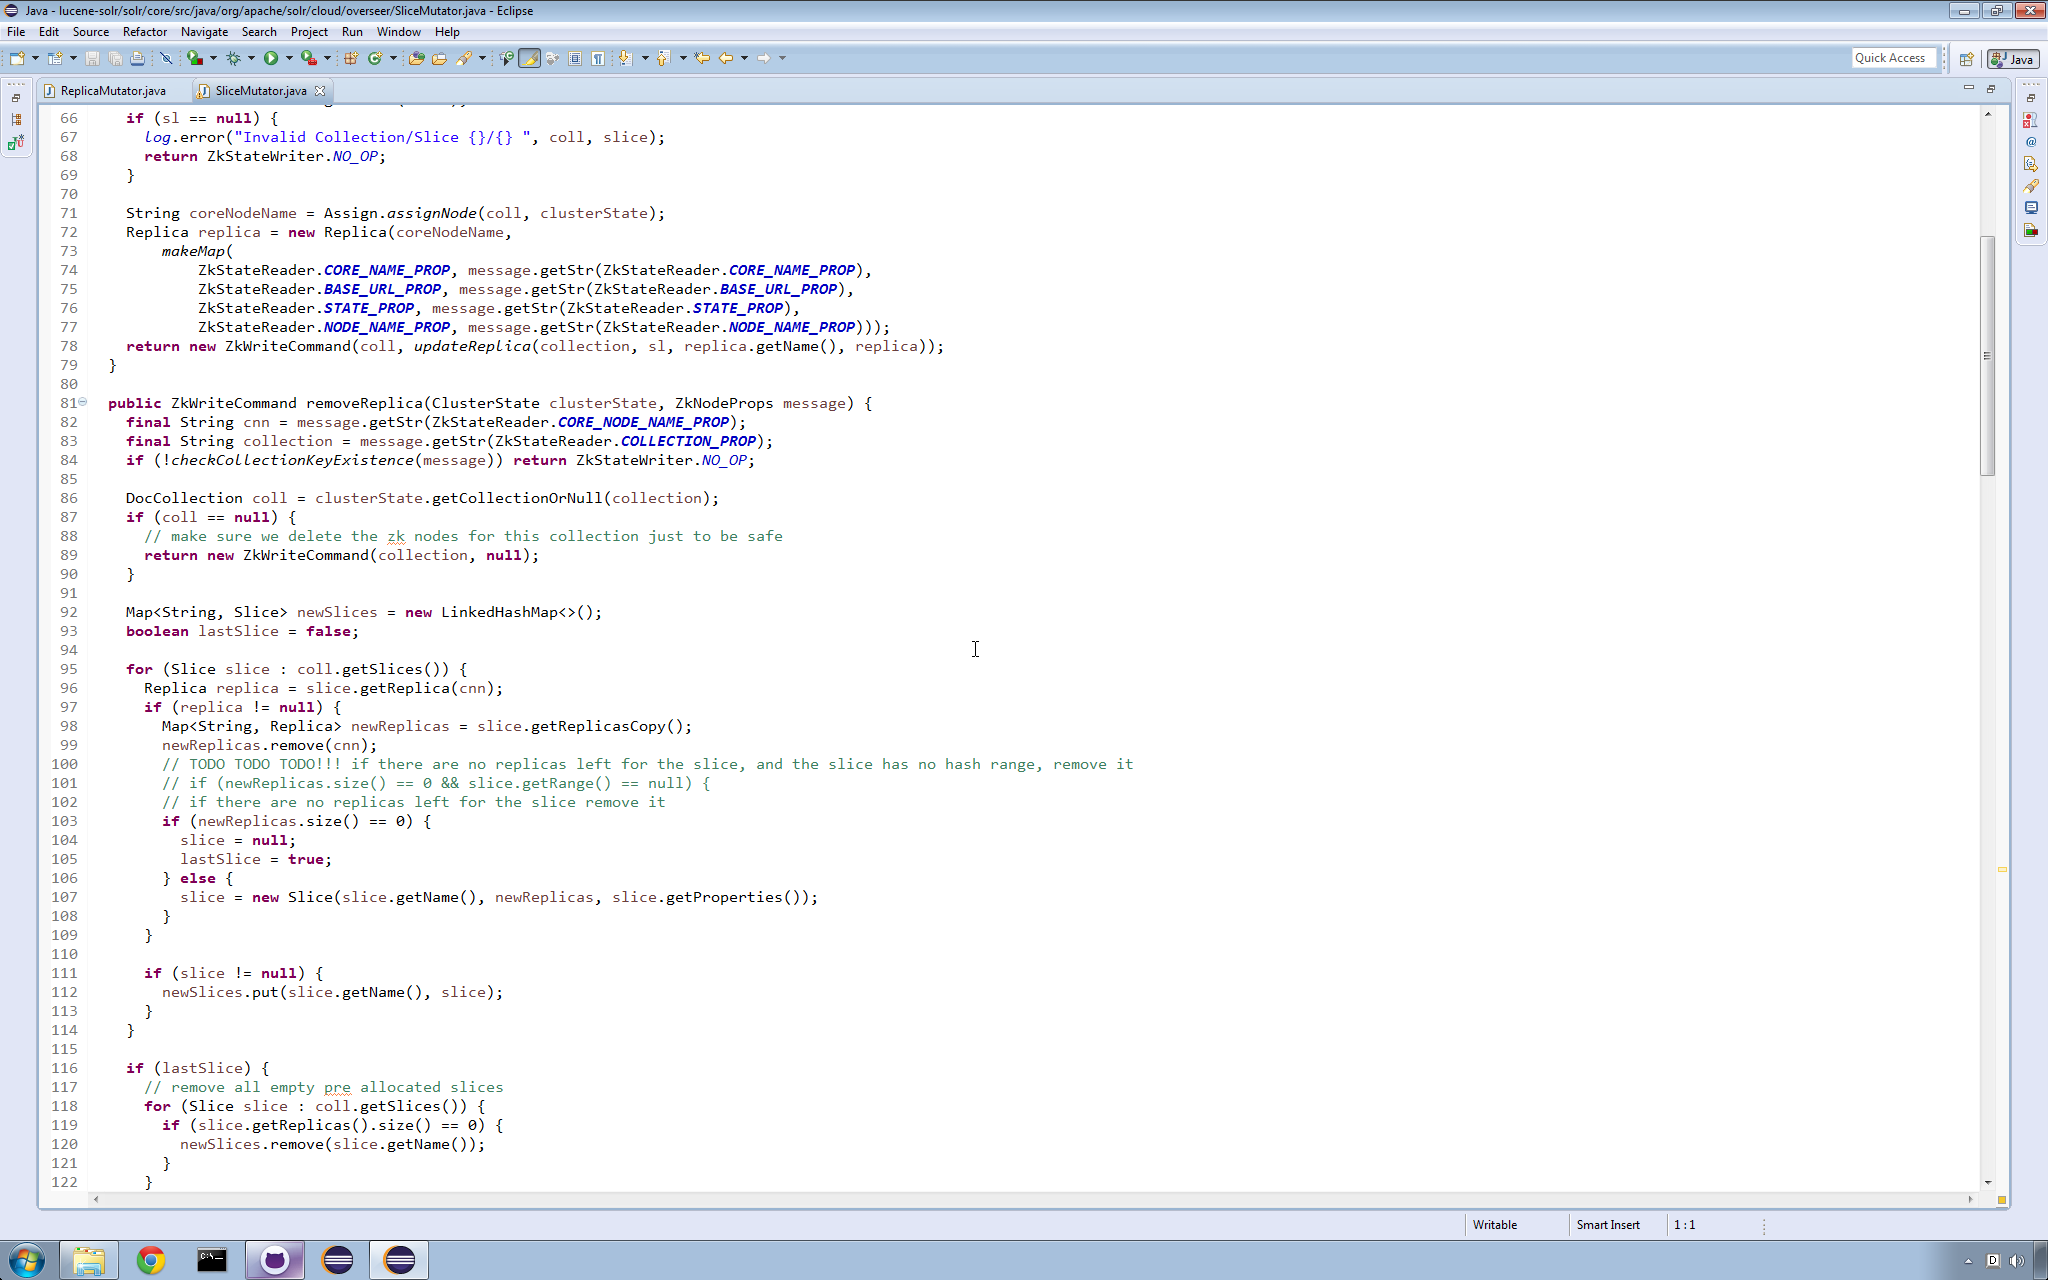 Java - lucene-solr/solr/core/src/java/org/apache/solr/cloud/overseer/SliceMutator.java - Eclipse
File Edit Source Refactor Navigate Search Project Run Window Help
Quick Access
Java
ReplicaMutator.java
SliceMutator.java
66 if (sl == null) {
67 log.error("Invalid Collection/Slice {}/{} ", coll, slice);
68 return ZkStateWriter.NO_OP;
69 }
70
71 String coreNodeName = Assign.assignNode(coll, clusterState);
72 Replica replica = new Replica(coreNodeName,
73 makeMap(
74 ZkStateReader.CORE_NAME_PROP, message.getStr(ZkStateReader.CORE_NAME_PROP),
75 ZkStateReader.BASE_URL_PROP, message.getStr(ZkStateReader.BASE_URL_PROP),
76 ZkStateReader.STATE_PROP, message.getStr(ZkStateReader.STATE_PROP),
77 ZkStateReader.NODE_NAME_PROP, message.getStr(ZkStateReader.NODE_NAME_PROP)));
78 return new ZkWriteCommand(coll, updateReplica(collection, sl, replica.getName(), replica));
79 }
80
81 public ZkWriteCommand removeReplica(ClusterState clusterState, ZkNodeProps message) {
82 final String cnn = message.getStr(ZkStateReader.CORE_NODE_NAME_PROP);
83 final String collection = message.getStr(ZkStateReader.COLLECTION_PROP);
84 if (!checkCollectionKeyExistence(message)) return ZkStateWriter.NO_OP;
85
86 DocCollection coll = clusterState.getCollectionOrNull(collection);
87 if (coll == null) {
88 // make sure we delete the zk nodes for this collection just to be safe
89 return new ZkWriteCommand(collection, null);
90 }
91
92 Map<String, Slice> newSlices = new LinkedHashMap<>();
93 boolean lastSlice = false;
94
95 for (Slice slice : coll.getSlices()) {
96 Replica replica = slice.getReplica(cnn);
97 if (replica != null) {
98 Map<String, Replica> newReplicas = slice.getReplicasCopy();
99 newReplicas.remove(cnn);
100 // TODO TODO TODO!!! if there are no replicas left for the slice, and the slice has no hash range, remove it
101 // if (newReplicas.size() == 0 && slice.getRange() == null) {
102 // if there are no replicas left for the slice remove it
103 if (newReplicas.size() == 0) {
104 slice = null;
105 lastSlice = true;
106 } else {
107 slice = new Slice(slice.getName(), newReplicas, slice.getProperties());
108 }
109 }
110
111 if (slice != null) {
112 newSlices.put(slice.getName(), slice);
113 }
114 }
115
116 if (lastSlice) {
117 // remove all empty pre allocated slices
118 for (Slice slice : coll.getSlices()) {
119 if (slice.getReplicas().size() == 0) {
120 newSlices.remove(slice.getName());
121 }
122 }
Writable Smart Insert 1 : 1